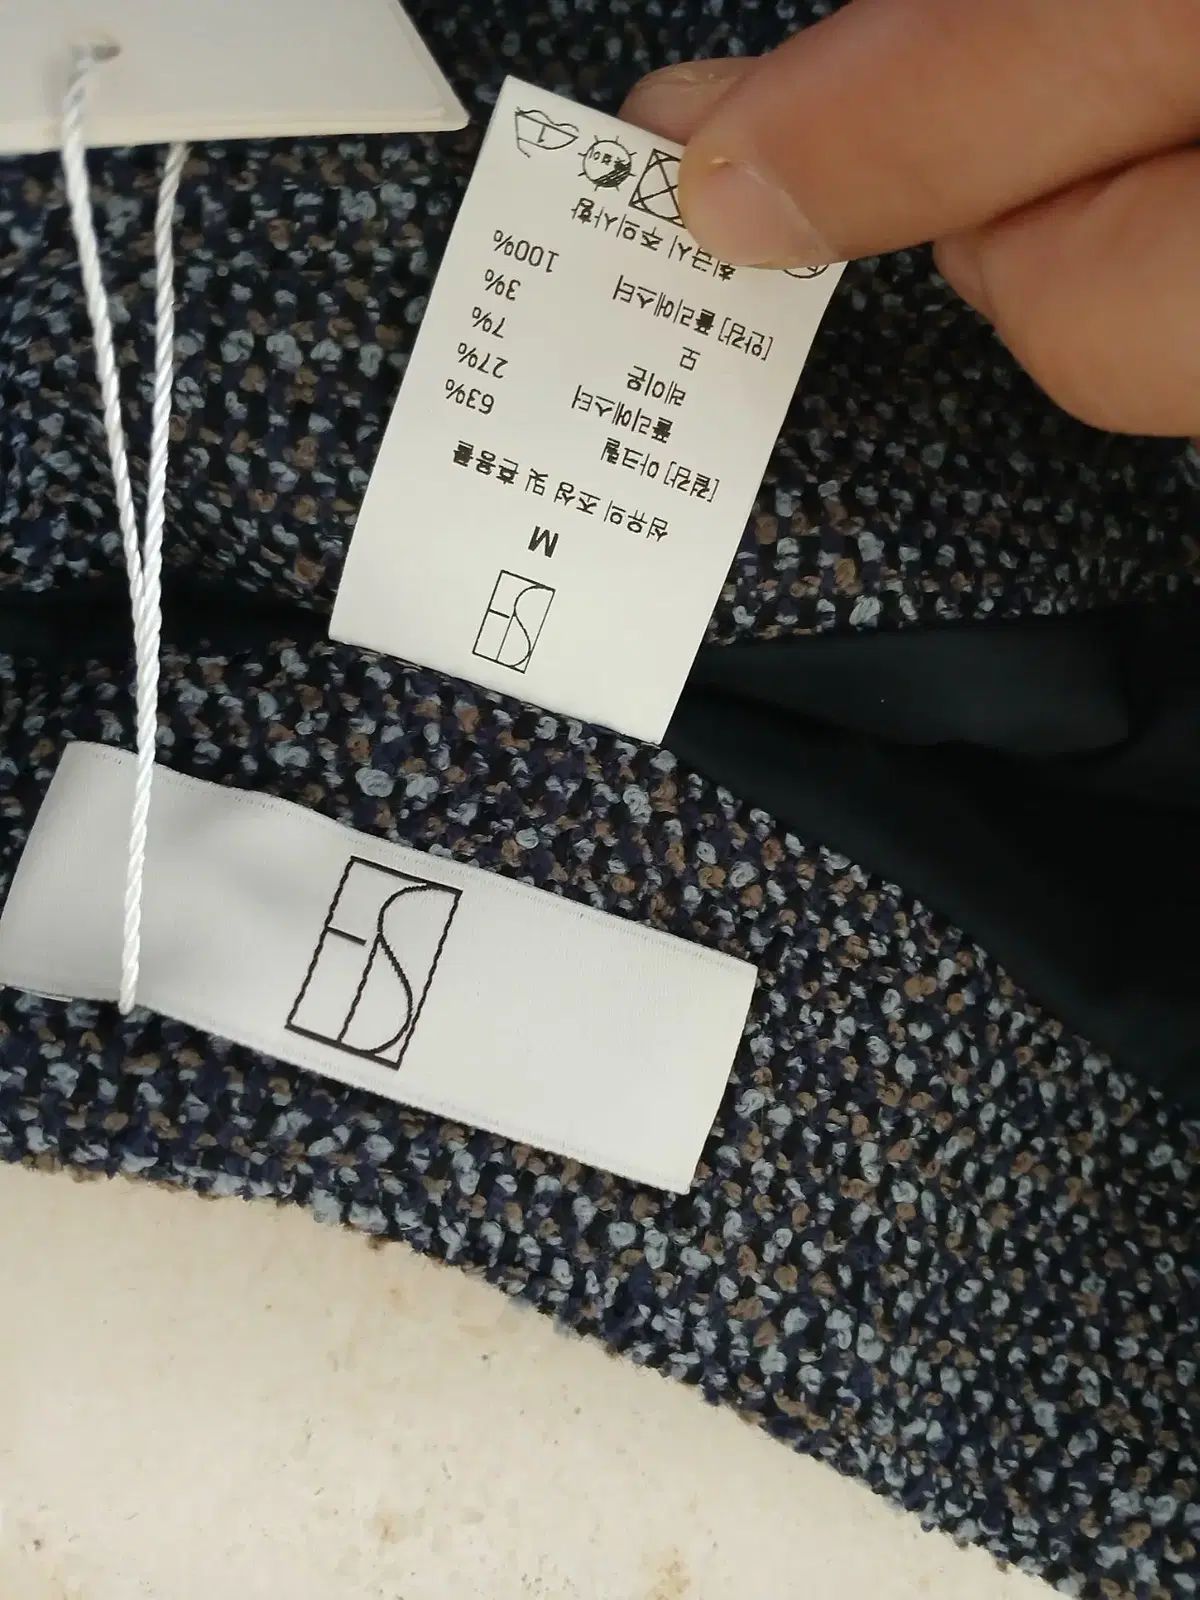 ES
M
섬유의 조성 및 혼용률
[겉감] 아크릴 63%
폴리에스터 27%
레이온 7%
모 3%
[안감] 폴리에스터 100%
취급시 주의사항
ES